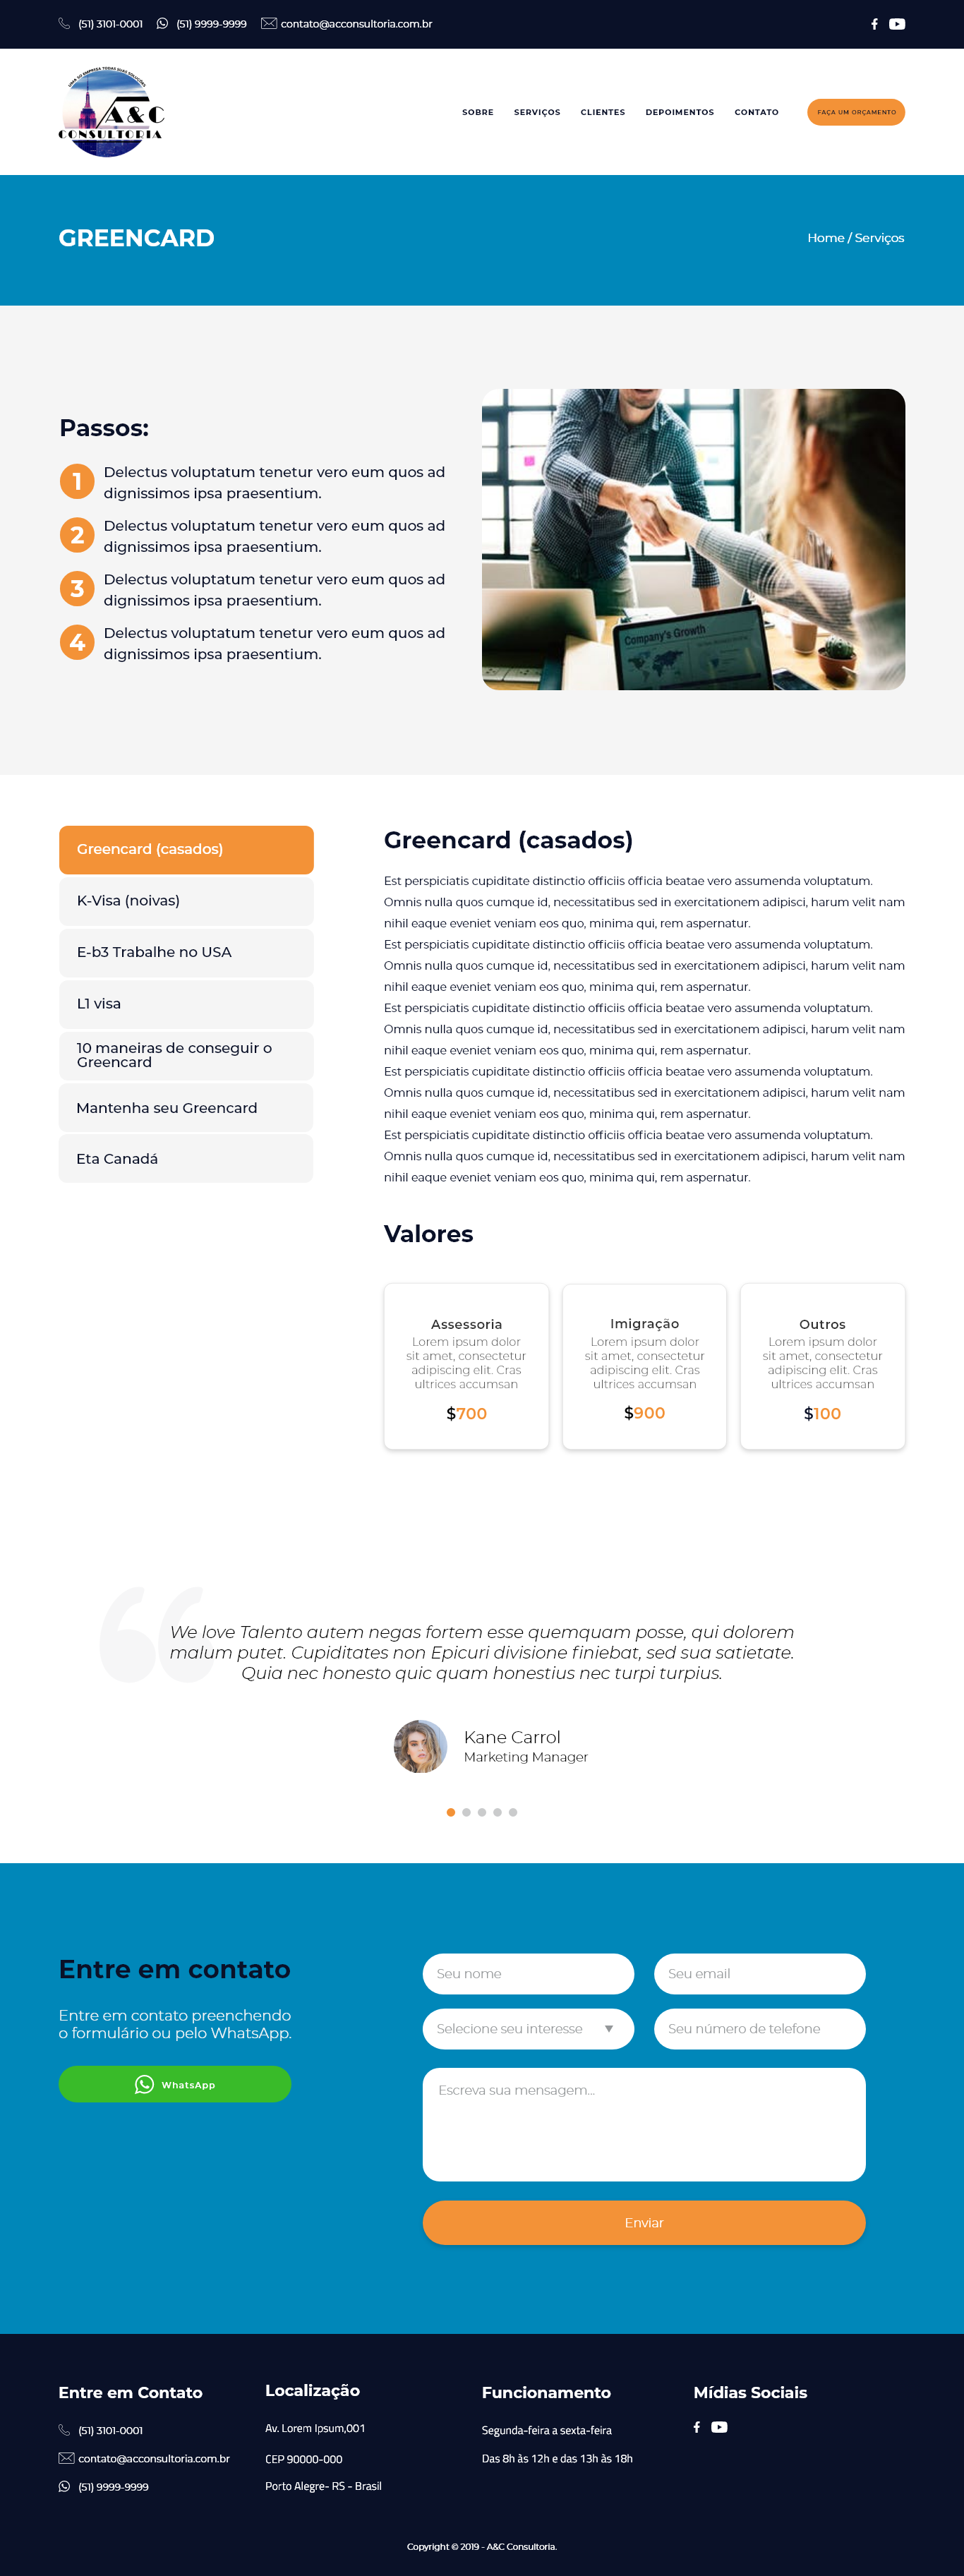 (51) 3101-0001 (51) 9999-9999 contato@acconsultoria.com.br
A&C
CONSULTORIA
SOBRE SERVIÇOS CLIENTES DEPOIMENTOS CONTATO FAÇA UM ORÇAMENTO
GREENCARD
Home / Serviços
Passos:
1 Delectus voluptatum tenetur vero eum quos ad
dignissimos ipsa praesentium.
2 Delectus voluptatum tenetur vero eum quos ad
dignissimos ipsa praesentium.
3 Delectus voluptatum tenetur vero eum quos ad
dignissimos ipsa praesentium.
4 Delectus voluptatum tenetur vero eum quos ad
dignissimos ipsa praesentium.
Company's Growth
Greencard (casados)
K-Visa (noivas)
E-b3 Trabalhe no USA
L1 visa
10 maneiras de conseguir o
Greencard
Mantenha seu Greencard
Eta Canadá
Greencard (casados)
Est perspiciatis cupiditate distinctio officiis officia beatae vero assumenda voluptatum.
Omnis nulla quos cumque id, necessitatibus sed in exercitationem adipisci, harum velit nam
nihil eaque eveniet veniam eos quo, minima qui, rem aspernatur.
Est perspiciatis cupiditate distinctio officiis officia beatae vero assumenda voluptatum.
Omnis nulla quos cumque id, necessitatibus sed in exercitationem adipisci, harum velit nam
nihil eaque eveniet veniam eos quo, minima qui, rem aspernatur.
Est perspiciatis cupiditate distinctio officiis officia beatae vero assumenda voluptatum.
Omnis nulla quos cumque id, necessitatibus sed in exercitationem adipisci, harum velit nam
nihil eaque eveniet veniam eos quo, minima qui, rem aspernatur.
Est perspiciatis cupiditate distinctio officiis officia beatae vero assumenda voluptatum.
Omnis nulla quos cumque id, necessitatibus sed in exercitationem adipisci, harum velit nam
nihil eaque eveniet veniam eos quo, minima qui, rem aspernatur.
Est perspiciatis cupiditate distinctio officiis officia beatae vero assumenda voluptatum.
Omnis nulla quos cumque id, necessitatibus sed in exercitationem adipisci, harum velit nam
nihil eaque eveniet veniam eos quo, minima qui, rem aspernatur.
Valores
Assessoria
Lorem ipsum dolor
sit amet, consectetur
adipiscing elit. Cras
ultrices accumsan
$700
Imigração
Lorem ipsum dolor
sit amet, consectetur
adipiscing elit. Cras
ultrices accumsan
$900
Outros
Lorem ipsum dolor
sit amet, consectetur
adipiscing elit. Cras
ultrices accumsan
$100
We love Talento autem negas fortem esse quemquam posse, qui dolorem
malum putet. Cupiditates non Epicuri divisione finiebat, sed sua satietate.
Quia nec honesto quic quam honestius nec turpi turpius.
Kane Carrol
Marketing Manager
Entre em contato
Entre em contato preenchendo
o formulário ou pelo WhatsApp.
WhatsApp
Seu nome Seu email
Selecione seu interesse Seu número de telefone
Escreva sua mensagem...
Enviar
Entre em Contato
(51) 3101-0001
contato@acconsultoria.com.br
(51) 9999-9999
Localização
Av. Lorem Ipsum,001
CEP 90000-000
Porto Alegre- RS - Brasil
Funcionamento
Segunda-feira a sexta-feira
Das 8h às 12h e das 13h às 18h
Mídias Sociais
Copyright © 2019 - A&C Consultoria.